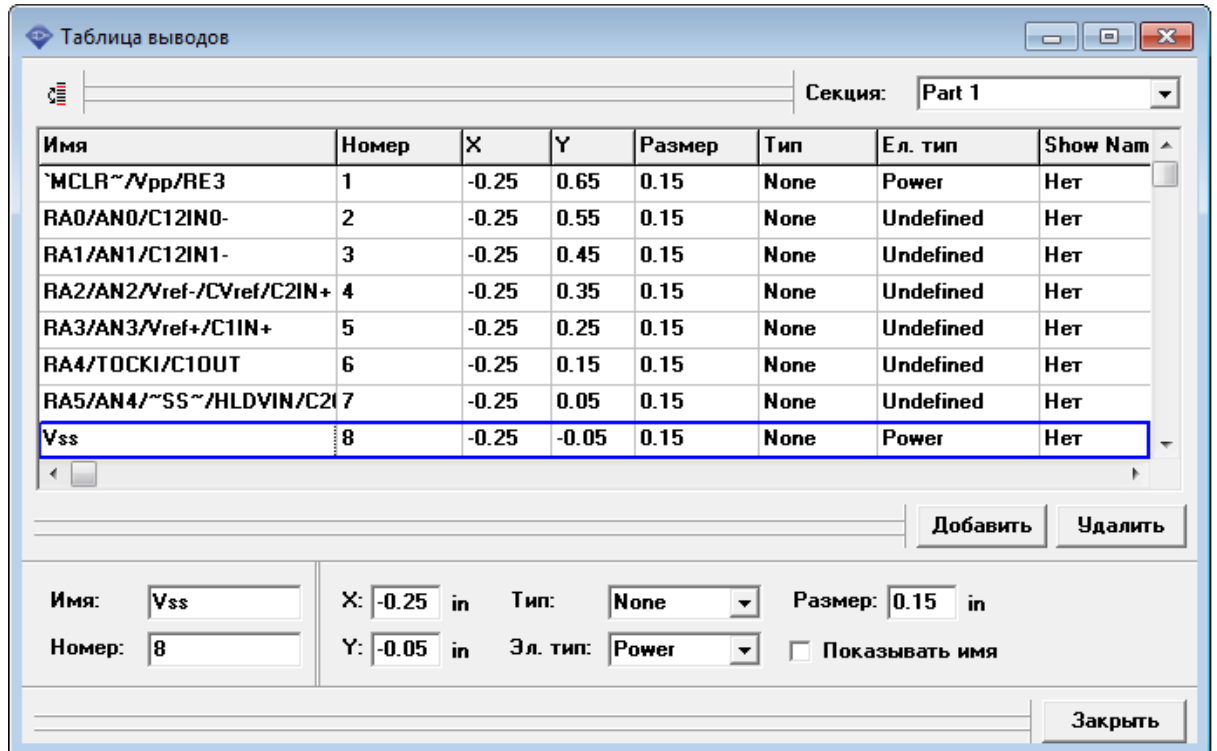 Таблица выводов
Секция: Part 1
Имя Номер X Y Размер Тип Ел. тип Show Nam
`MCLR~/Vpp/RE3 1 -0.25 0.65 0.15 None Power Нет
RA0/AN0/C12IN0- 2 -0.25 0.55 0.15 None Undefined Нет
RA1/AN1/C12IN1- 3 -0.25 0.45 0.15 None Undefined Нет
RA2/AN2/Vref-/CVref/C2IN+ 4 -0.25 0.35 0.15 None Undefined Нет
RA3/AN3/Vref+/C1IN+ 5 -0.25 0.25 0.15 None Undefined Нет
RA4/TOCKI/C1OUT 6 -0.25 0.15 0.15 None Undefined Нет
RA5/AN4/~SS~/HLDVIN/C2 7 -0.25 0.05 0.15 None Undefined Нет
Vss 8 -0.25 -0.05 0.15 None Power Нет
Добавить Удалить
Имя: Vss X: -0.25 in Тип: None Размер: 0.15 in
Номер: 8 Y: -0.05 in Эл. тип: Power Показывать имя
Закрыть